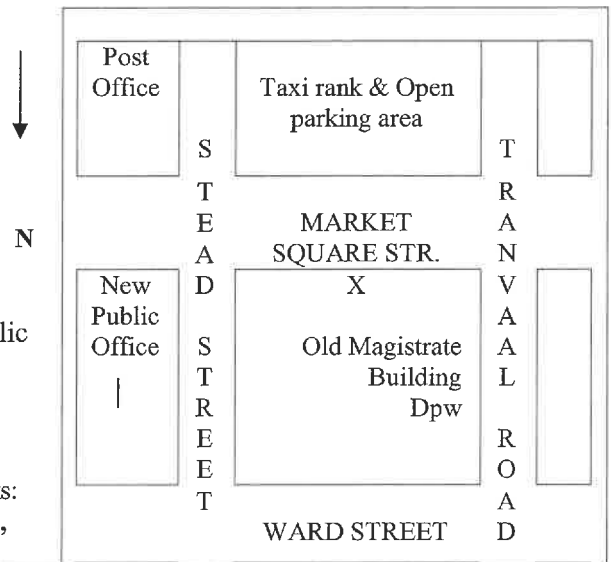 Post
Office
Taxi rank & Open
parking area
STEAD STREET
TRANVAAL ROAD
MARKET
SQUARE STR.
X
N
New
Public
Office
Old Magistrate
Building
Dpw
lic
s:
,
WARD STREET